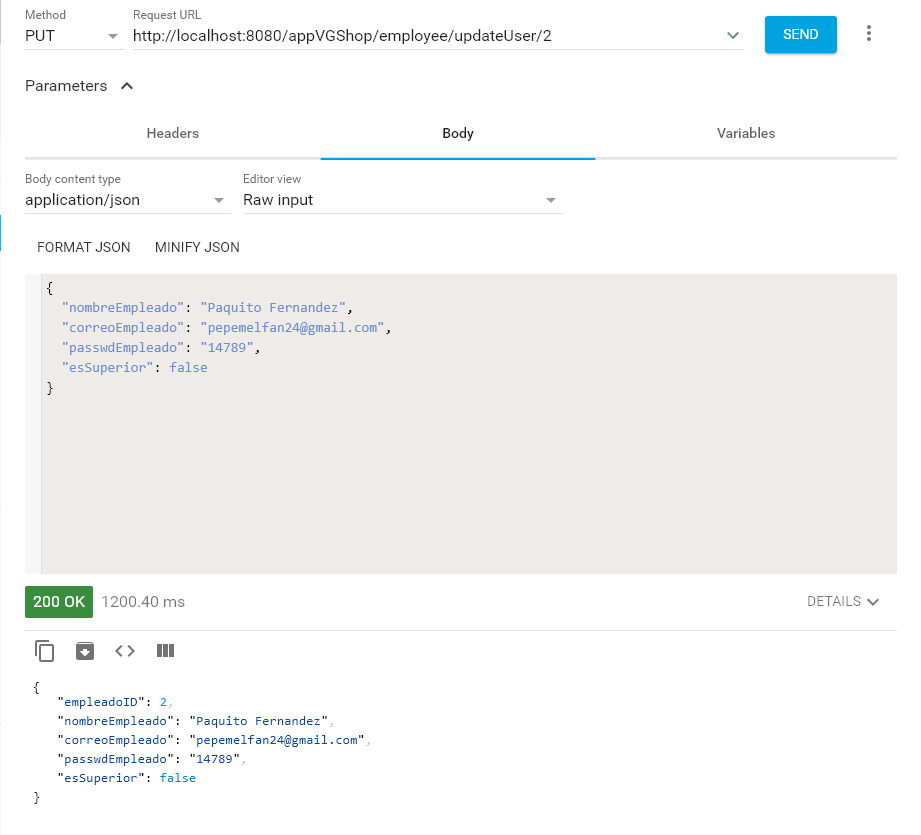 Method
Request URL
PUT
http://localhost:8080/appVGShop/employee/updateUser/2
SEND
Parameters
Headers
Body
Variables
Body content type
Editor view
application/json
Raw input
FORMAT JSON
MINIFY JSON
{
"nombreEmpleado": "Paquito Fernandez",
"correoEmpleado": "pepemelfan24@gmail.com",
"passwdEmpleado": "14789",
"esSuperior": false
}
200 OK
1200.40 ms
DETAILS
{
"empleadoID": 2,
"nombreEmpleado": "Paquito Fernandez",
"correoEmpleado": "pepemelfan24@gmail.com",
"passwdEmpleado": "14789",
"esSuperior": false
}